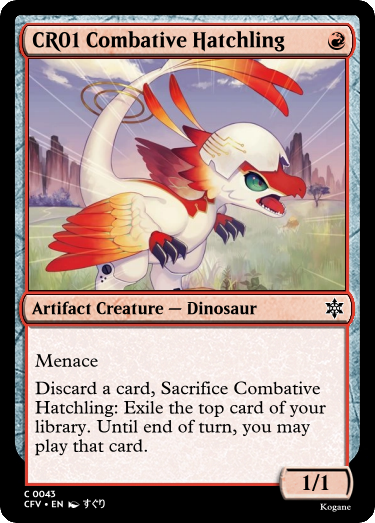 CR01 Combative Hatchling
Artifact Creature — Dinosaur
Menace
Discard a card, Sacrifice Combative
Hatchling: Exile the top card of your
library. Until end of turn, you may
play that card.
1/1
C 0043
CFV • EN すぐり
Kogane